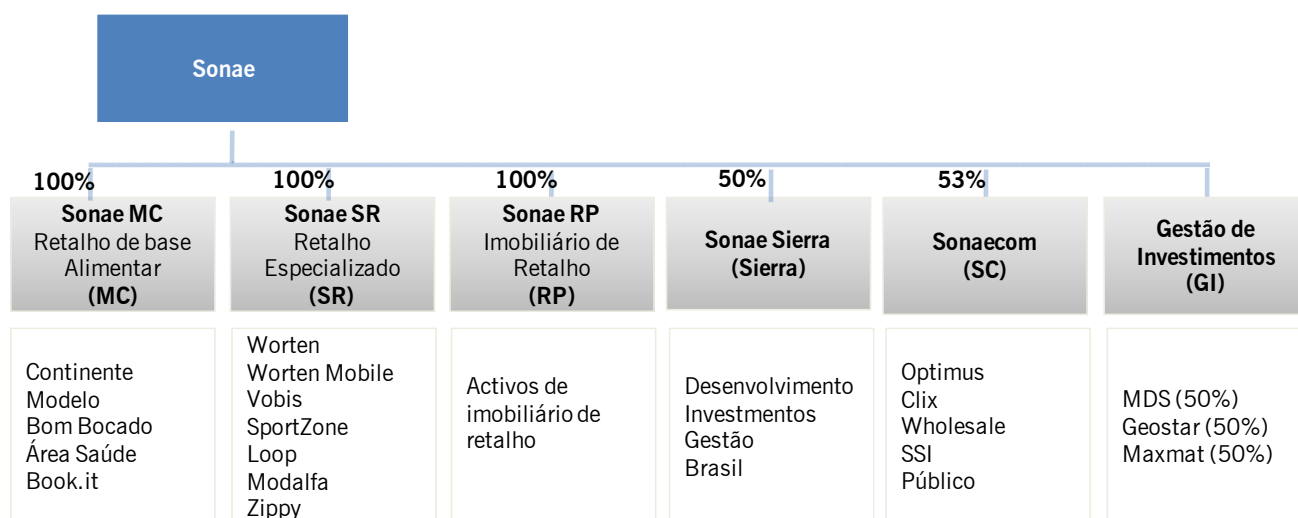 Sonae
100%
Sonae MC
Retalho de base
Alimentar
(MC)
Continente
Modelo
Bom Bocado
Área Saúde
Book.it
100%
Sonae SR
Retalho
Especializado
(SR)
Worten
Worten Mobile
Vobis
SportZone
Loop
Modalfa
Zippy
100%
Sonae RP
Imobiliário de
Retalho
(RP)
Activos de
imobiliário de
retalho
50%
Sonae Sierra
(Sierra)
Desenvolvimento
Investmentos
Gestão
Brasil
53%
Sonaecom
(SC)
Optimus
Clix
Wholesale
SSI
Público
Gestão de
Investimentos
(GI)
MDS (50%)
Geostar (50%)
Maxmat (50%)